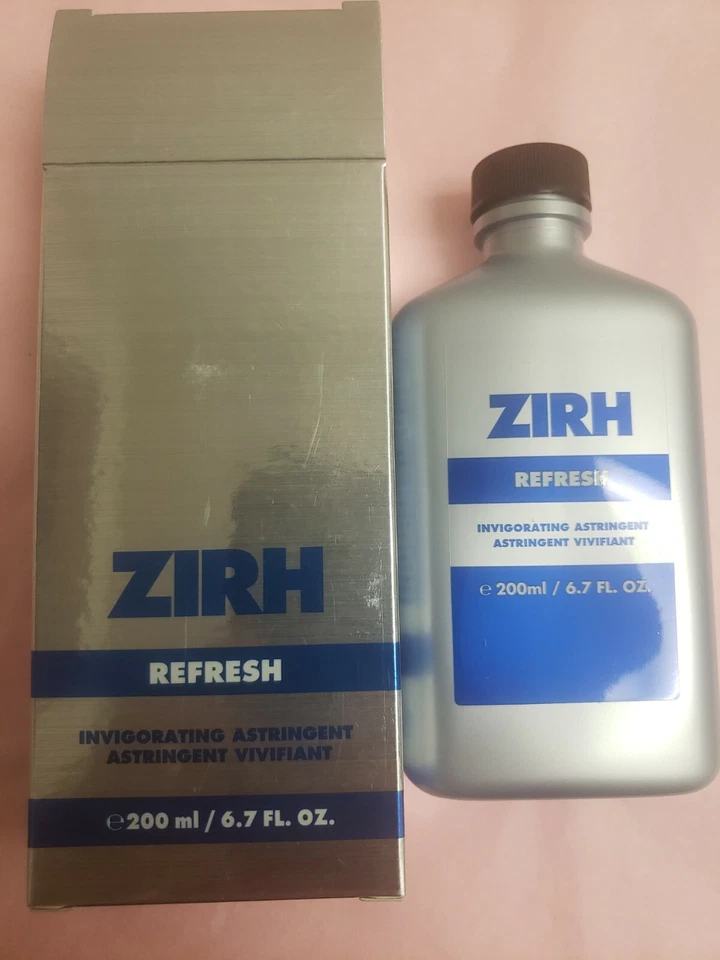 ZIRH
REFRESH
INVIGORATING ASTRINGENT
ASTRINGENT VIVIFIANT
℮200 ml / 6.7 FL. OZ.
ZIRH
REFRESH
INVIGORATING ASTRINGENT
ASTRINGENT VIVIFIANT
℮ 200ml / 6.7 FL. OZ.